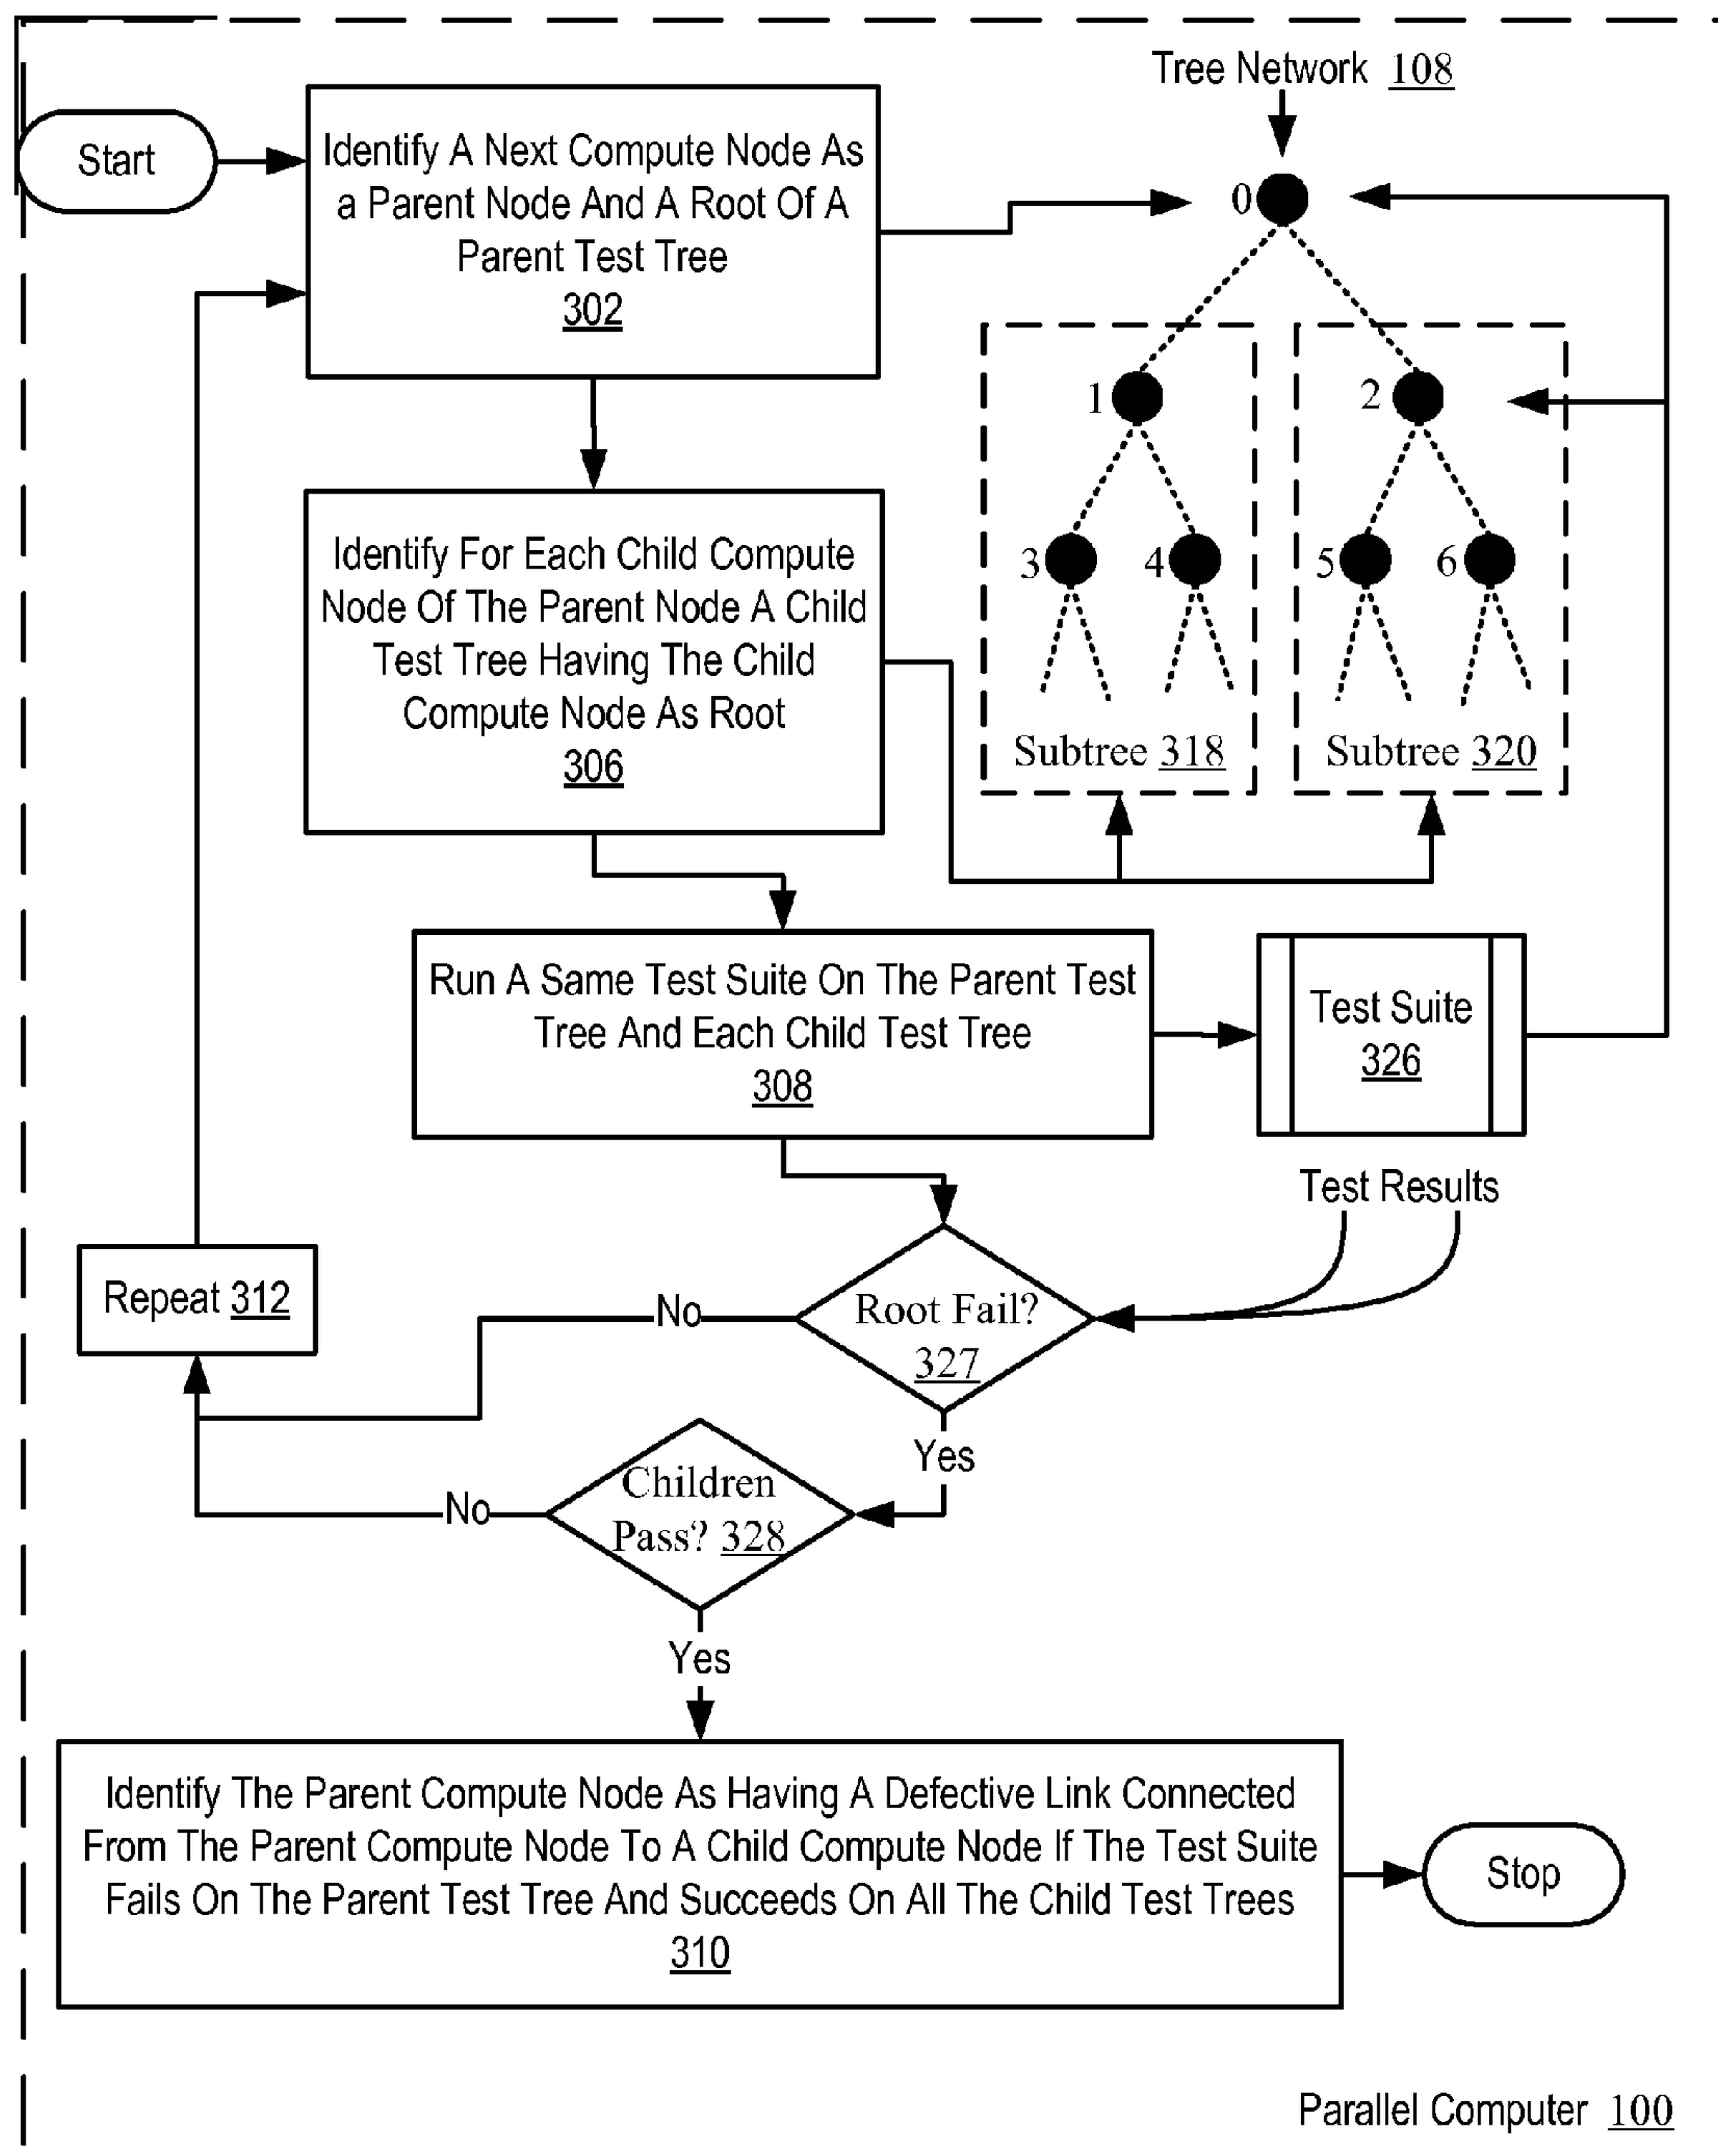 Tree Network 108
Start
Identify A Next Compute Node As
a Parent Node And A Root Of A
Parent Test Tree
302
0
1
2
3
4
5
6
Subtree 318
Subtree 320
Identify For Each Child Compute
Node Of The Parent Node A Child
Test Tree Having The Child
Compute Node As Root
306
Run A Same Test Suite On The Parent Test
Tree And Each Child Test Tree
308
Test Suite
326
Test Results
Repeat 312
No
Root Fail?
327
Yes
Children
Pass? 328
No
Yes
Identify The Parent Compute Node As Having A Defective Link Connected
From The Parent Compute Node To A Child Compute Node If The Test Suite
Fails On The Parent Test Tree And Succeeds On All The Child Test Trees
310
Stop
Parallel Computer 100